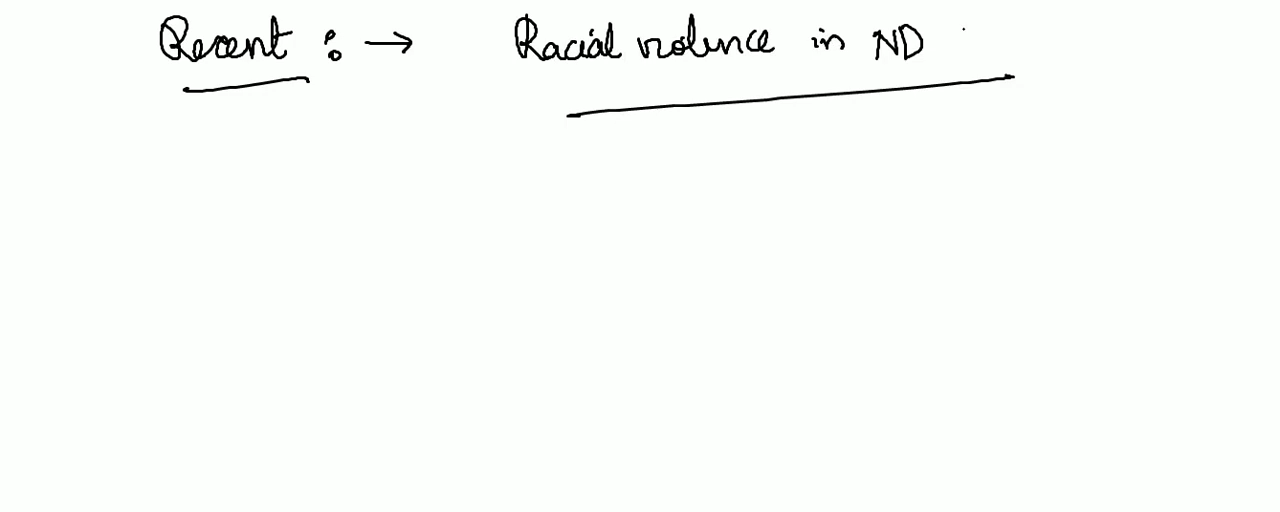 Recent : → Racial violence in ND